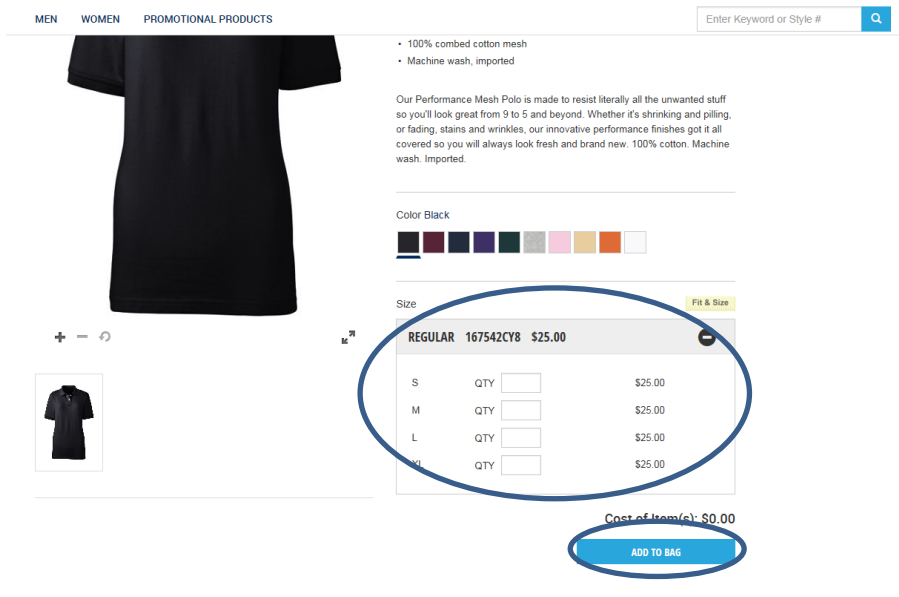 MEN WOMEN PROMOTIONAL PRODUCTS Enter Keyword or Style #
• 100% combed cotton mesh
• Machine wash, imported
Our Performance Mesh Polo is made to resist literally all the unwanted stuff
so you'll look great from 9 to 5 and beyond. Whether it's shrinking and pilling,
or fading, stains and wrinkles, our innovative performance finishes got it all
covered so you will always look fresh and brand new. 100% cotton. Machine
wash. Imported.
Color Black
Size Fit & Size
REGULAR 167542CY8 $25.00
S QTY $25.00
M QTY $25.00
L QTY $25.00
XL QTY $25.00
Cost of Item(s): $0.00
ADD TO BAG